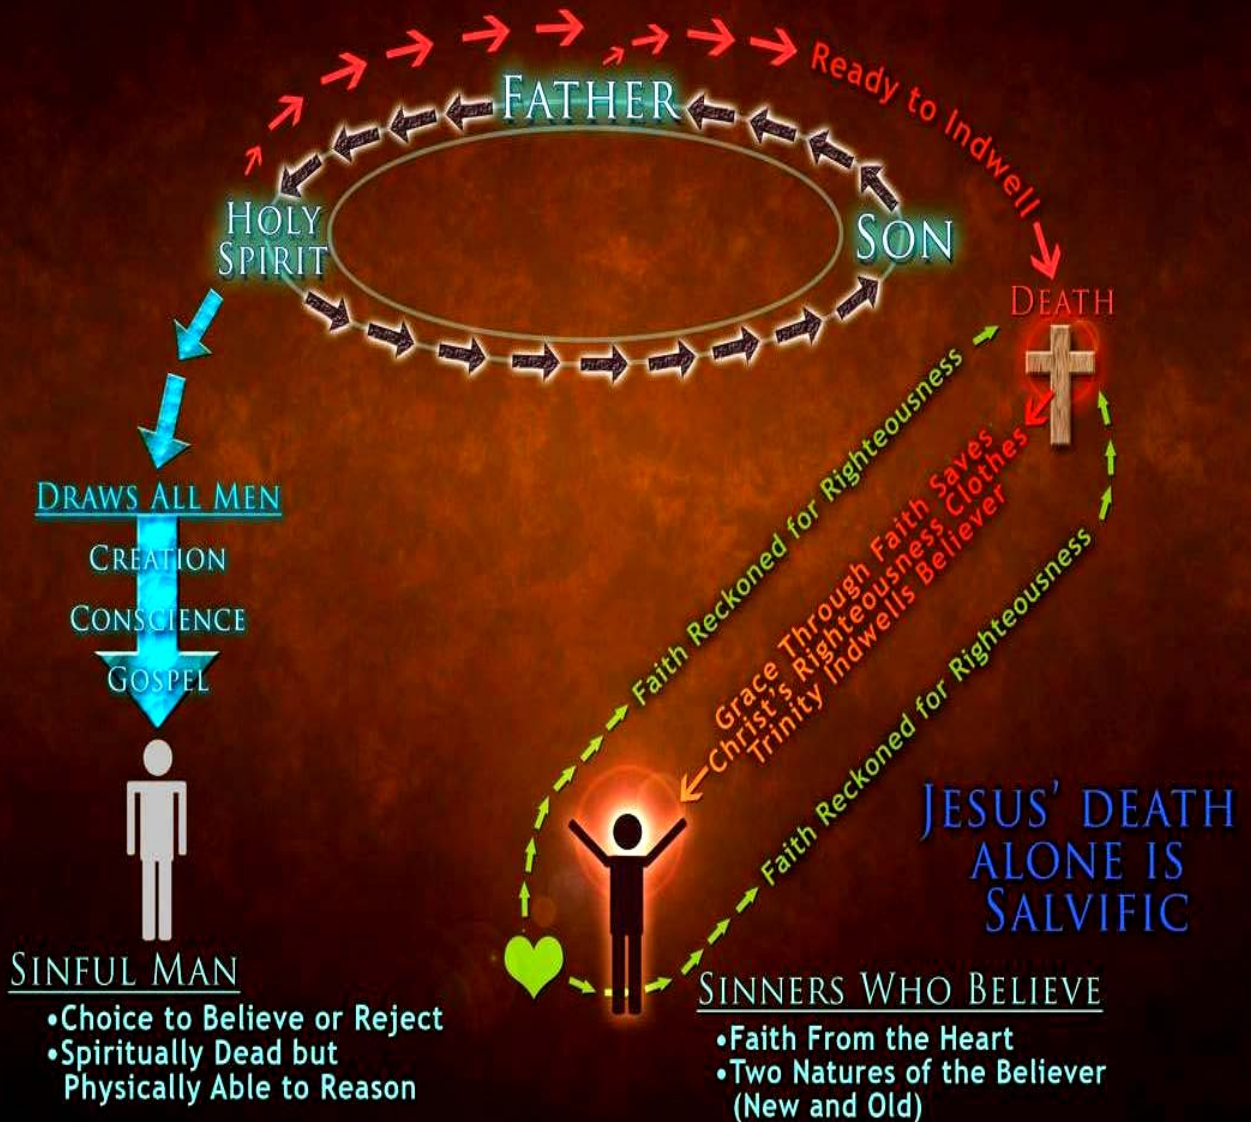 Ready to Indwell
FATHER
HOLY
SPIRIT
SON
DEATH
DRAWS ALL MEN
CREATION
CONSCIENCE
GOSPEL
Faith Reckoned for Righteousness
Grace Through Faith Saves
Christ's Righteousness Clothes
Trinity Indwells Believer
Faith Reckoned for Righteousness
JESUS' DEATH
ALONE IS
SALVIFIC
SINFUL MAN
•Choice to Believe or Reject
•Spiritually Dead but
Physically Able to Reason
SINNERS WHO BELIEVE
•Faith From the Heart
•Two Natures of the Believer
(New and Old)